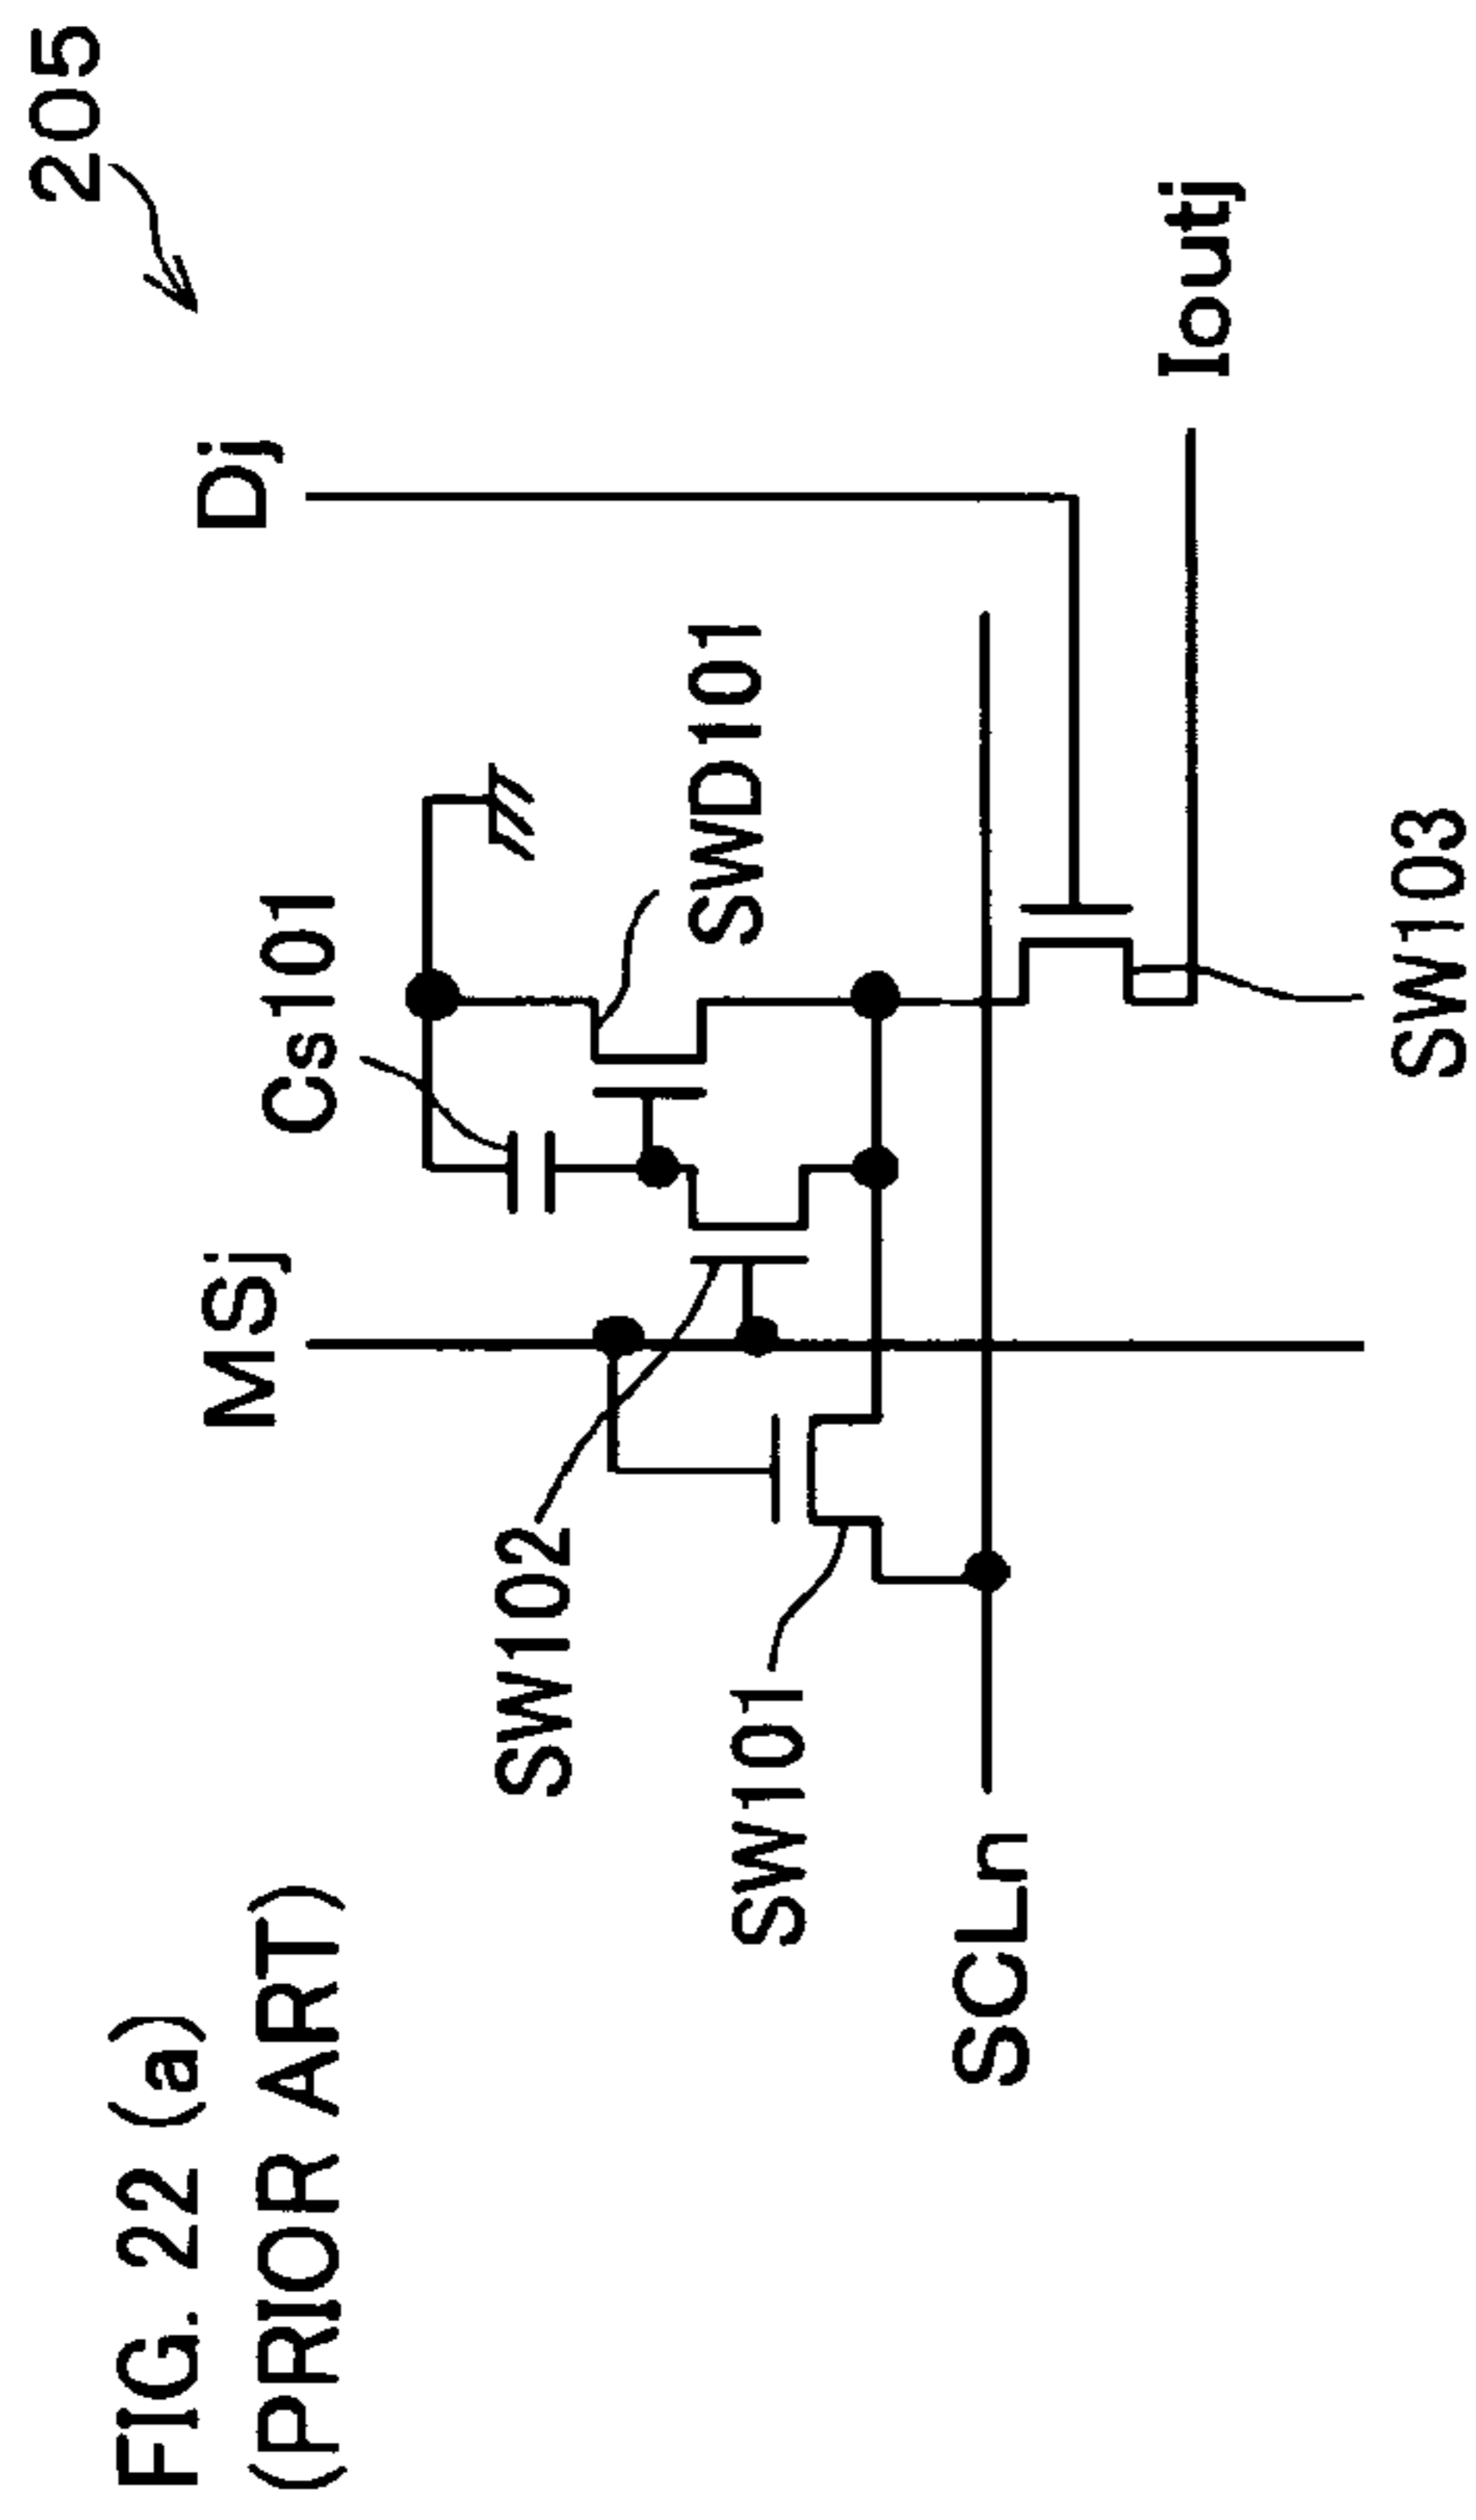 FIG. 22 (a)
(PRIOR ART)
205
MSj
Dj
Cs101
SW102
SWD101
SW101
SCLn
Ioutj
SW103